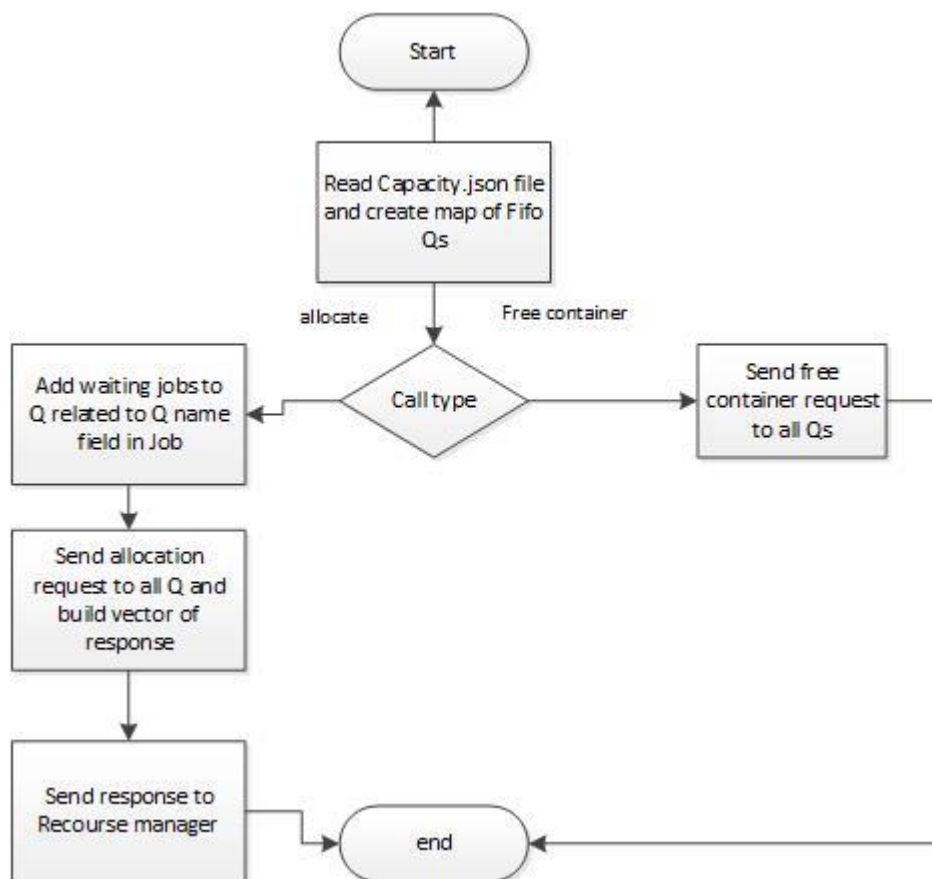 Start
Read Capacity.json file
and create map of Fifo
Qs
allocate
Free container
Add waiting jobs to
Q related to Q name
field in Job
Call type
Send free
container request
to all Qs
Send allocation
request to all Q and
build vector of
response
Send response to
Recourse manager
end